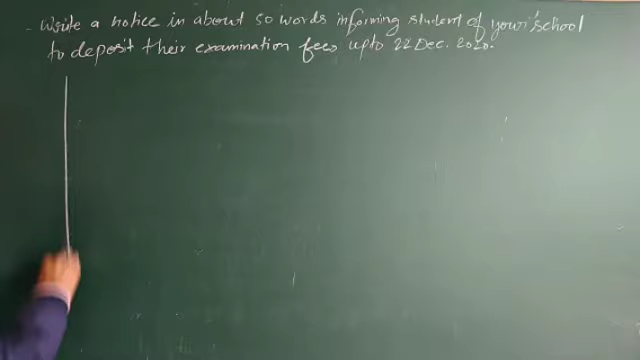 Write a notice in about 50 words informing student of your school
to deposit their examination fees upto 22 Dec. 2020.